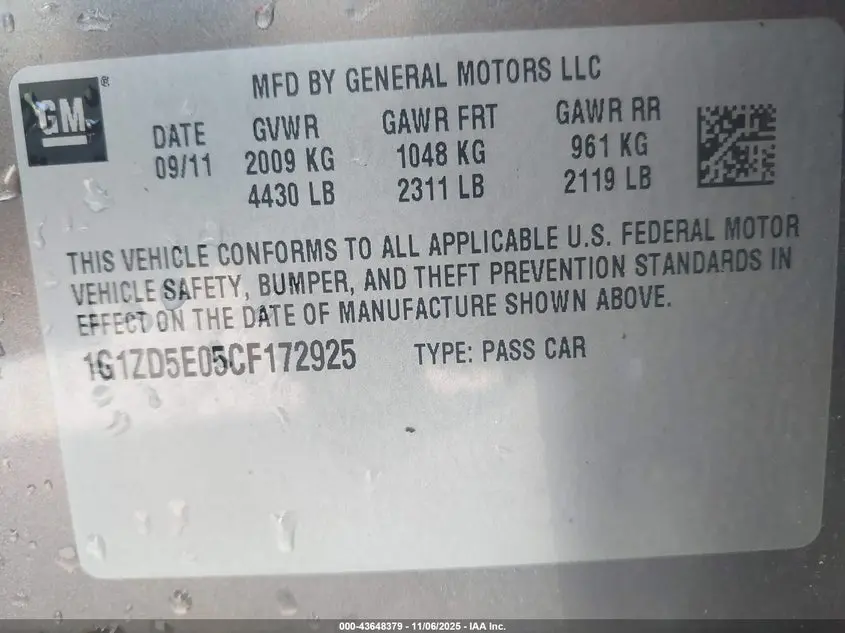 MFD BY GENERAL MOTORS LLC
GM®
DATE GVWR GAWR FRT GAWR RR
09/11 2009 KG 1048 KG 961 KG
4430 LB 2311 LB 2119 LB
THIS VEHICLE CONFORMS TO ALL APPLICABLE U.S. FEDERAL MOTOR
VEHICLE SAFETY, BUMPER, AND THEFT PREVENTION STANDARDS IN
EFFECT ON THE DATE OF MANUFACTURE SHOWN ABOVE.
1G1ZD5E05CF172925 TYPE: PASS CAR
000-43648379 - 11/06/2025 - IAA Inc.